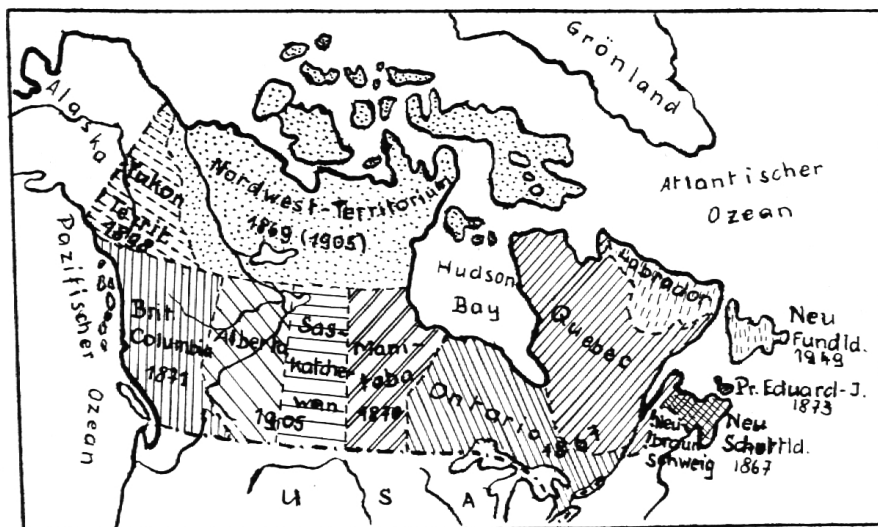 Grönland
Alaska
Atlantischer
Ozean
Yukon
Territ
1898
Nordwest-Territorium
1869 (1905)
Pazifischer Ozean
Hudson
Bay
Labrador
Quebec
Neu
Fundld.
1949
Brit
Columbia
1871
Alberta
Sas-
katche
wan
1905
Mani-
toba
1870
Ontario
1867
Pr. Eduard-J.
1873
Neu
Schottld.
1867
Neu
braun
schweig
U S A